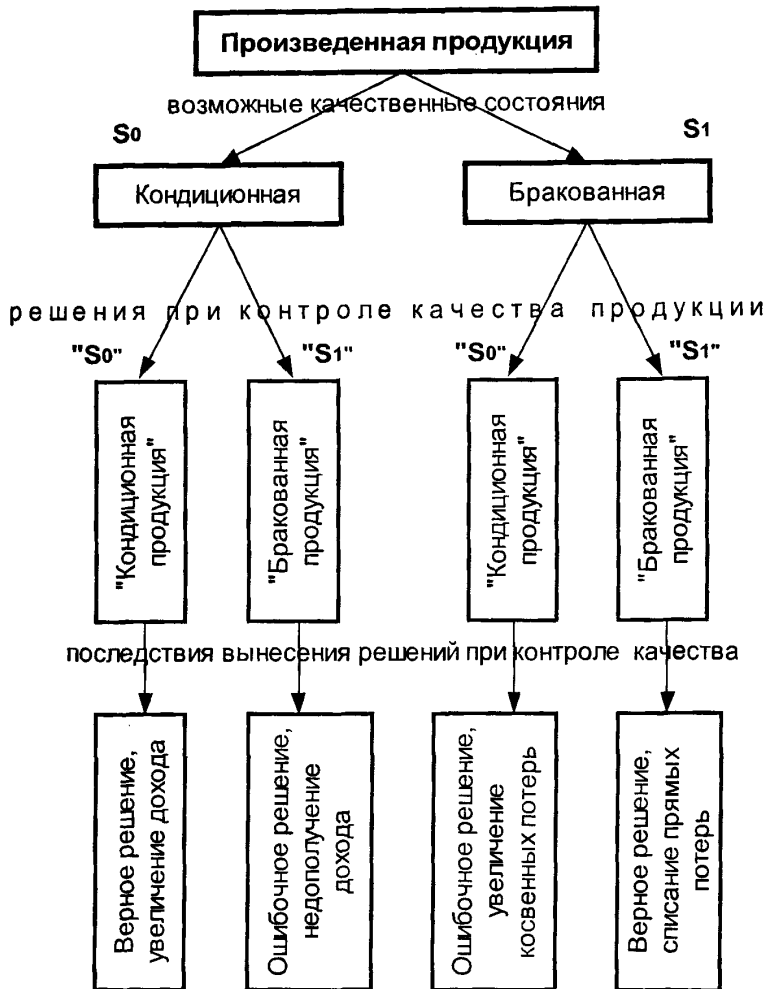 Произведенная продукция
возможные качественные состояния
S0
S1
Кондиционная
Бракованная
решения при контроле качества продукции
"S0"
"S1"
"S0"
"S1"
"Кондиционная
продукция"
"Бракованная
продукция"
"Кондиционная
продукция"
"Бракованная
продукция"
последствия вынесения решений при контроле качества
Верное решение,
увеличение дохода
Ошибочное решение,
недополучение
дохода
Ошибочное решение,
увеличение
косвенных потерь
Верное решение,
списание прямых
потерь